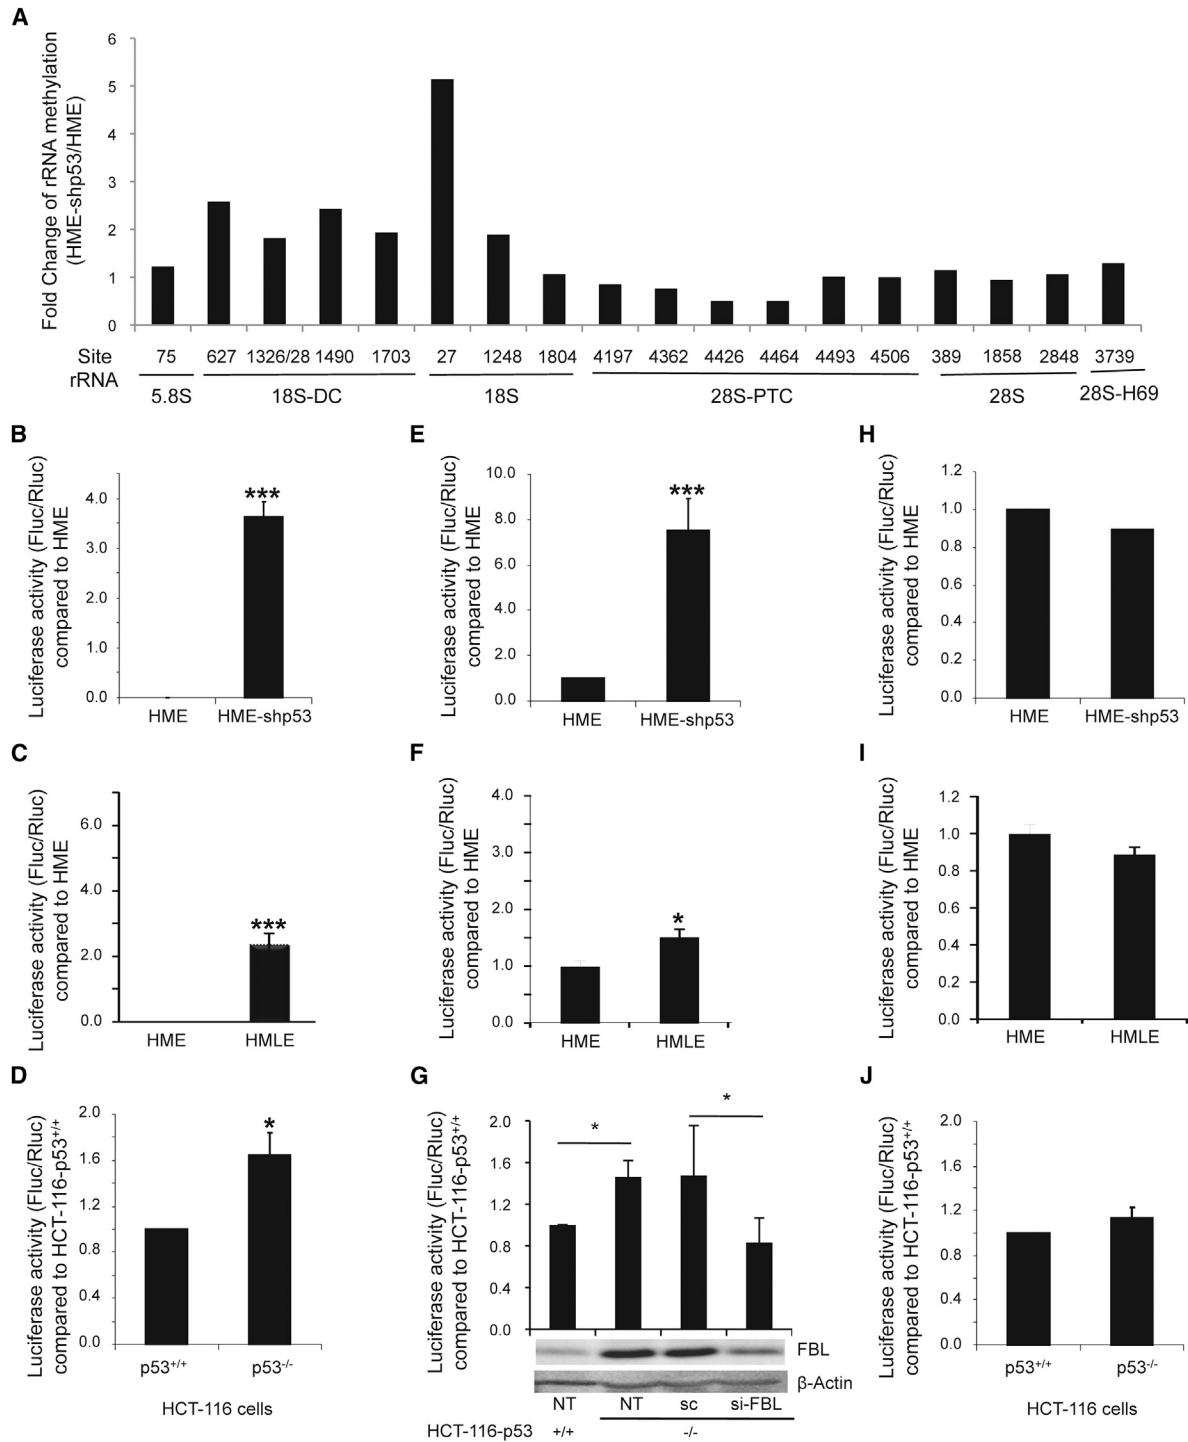 A
Fold Change of rRNA methylation
(HME-shp53/HME)
6
5
4
3
2
1
0
Site 75 627 1326/28 1490 1703 27 1248 1804 4197 4362 4426 4464 4493 4506 389 1858 2848 3739
rRNA
5.8S 18S-DC 18S 28S-PTC 28S 28S-H69
B
Luciferase activity (Fluc/Rluc)
compared to HME
4.0
3.0
2.0
1.0
0.0
***
HME HME-shp53
E
Luciferase activity (Fluc/Rluc)
compared to HME
10.0
8.0
6.0
4.0
2.0
0.0
***
HME HME-shp53
H
Luciferase activity (Fluc/Rluc)
compared to HME
1.2
1.0
0.8
0.6
0.4
0.2
0.0
HME HME-shp53
C
Luciferase activity (Fluc/Rluc)
compared to HME
6.0
4.0
2.0
0.0
***
HME HMLE
F
Luciferase activity (Fluc/Rluc)
compared to HME
4.0
3.0
2.0
1.0
0.0
*
HME HMLE
I
Luciferase activity (Fluc/Rluc)
compared to HME
1.2
1.0
0.8
0.6
0.4
0.2
0.0
HME HMLE
D
Luciferase activity (Fluc/Rluc)
compared to HCT-116-p53+/+
2.0
1.6
1.2
0.8
0.4
0.0
*
p53+/+ p53-/-
HCT-116 cells
G
Luciferase activity (Fluc/Rluc)
compared to HCT-116-p53+/+
2.0
1.6
1.2
0.8
0.4
0.0
*
*
FBL
β-Actin
NT NT sc si-FBL
HCT-116-p53 +/+ -/-
J
Luciferase activity (Fluc/Rluc)
compared to HCT-116-p53+/+
2.0
1.6
1.2
0.8
0.4
0.0
p53+/+ p53-/-
HCT-116 cells